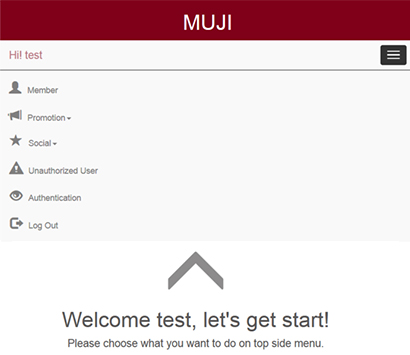 MUJI
Hi! test
Member
Promotion
Social
Unauthorized User
Authentication
Log Out
Welcome test, let's get start!
Please choose what you want to do on top side menu.